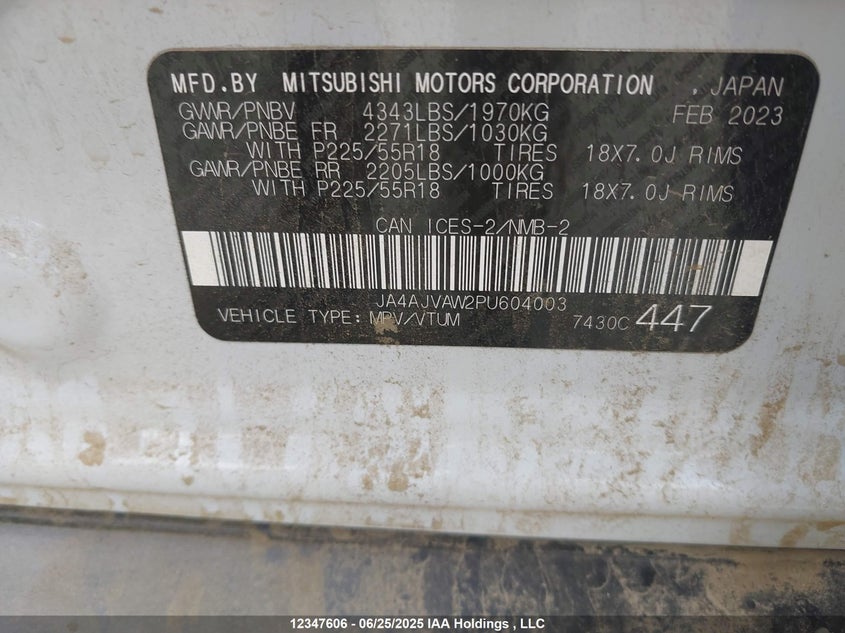 MFD.BY MITSUBISHI MOTORS CORPORATION , JAPAN
GVWR/PNBV 4343LBS/1970KG FEB 2023
GAWR/PNBE FR 2271LBS/1030KG
WITH P225/55R18 TIRES 18X7.0J RIMS
GAWR/PNBE RR 2205LBS/1000KG
WITH P225/55R18 TIRES 18X7.0J RIMS
CAN ICES-2/NMB-2
JA4AJVAW2PU604003
VEHICLE TYPE: MPV/VTUM 7430C 447
12347606 - 06/25/2025 IAA Holdings , LLC